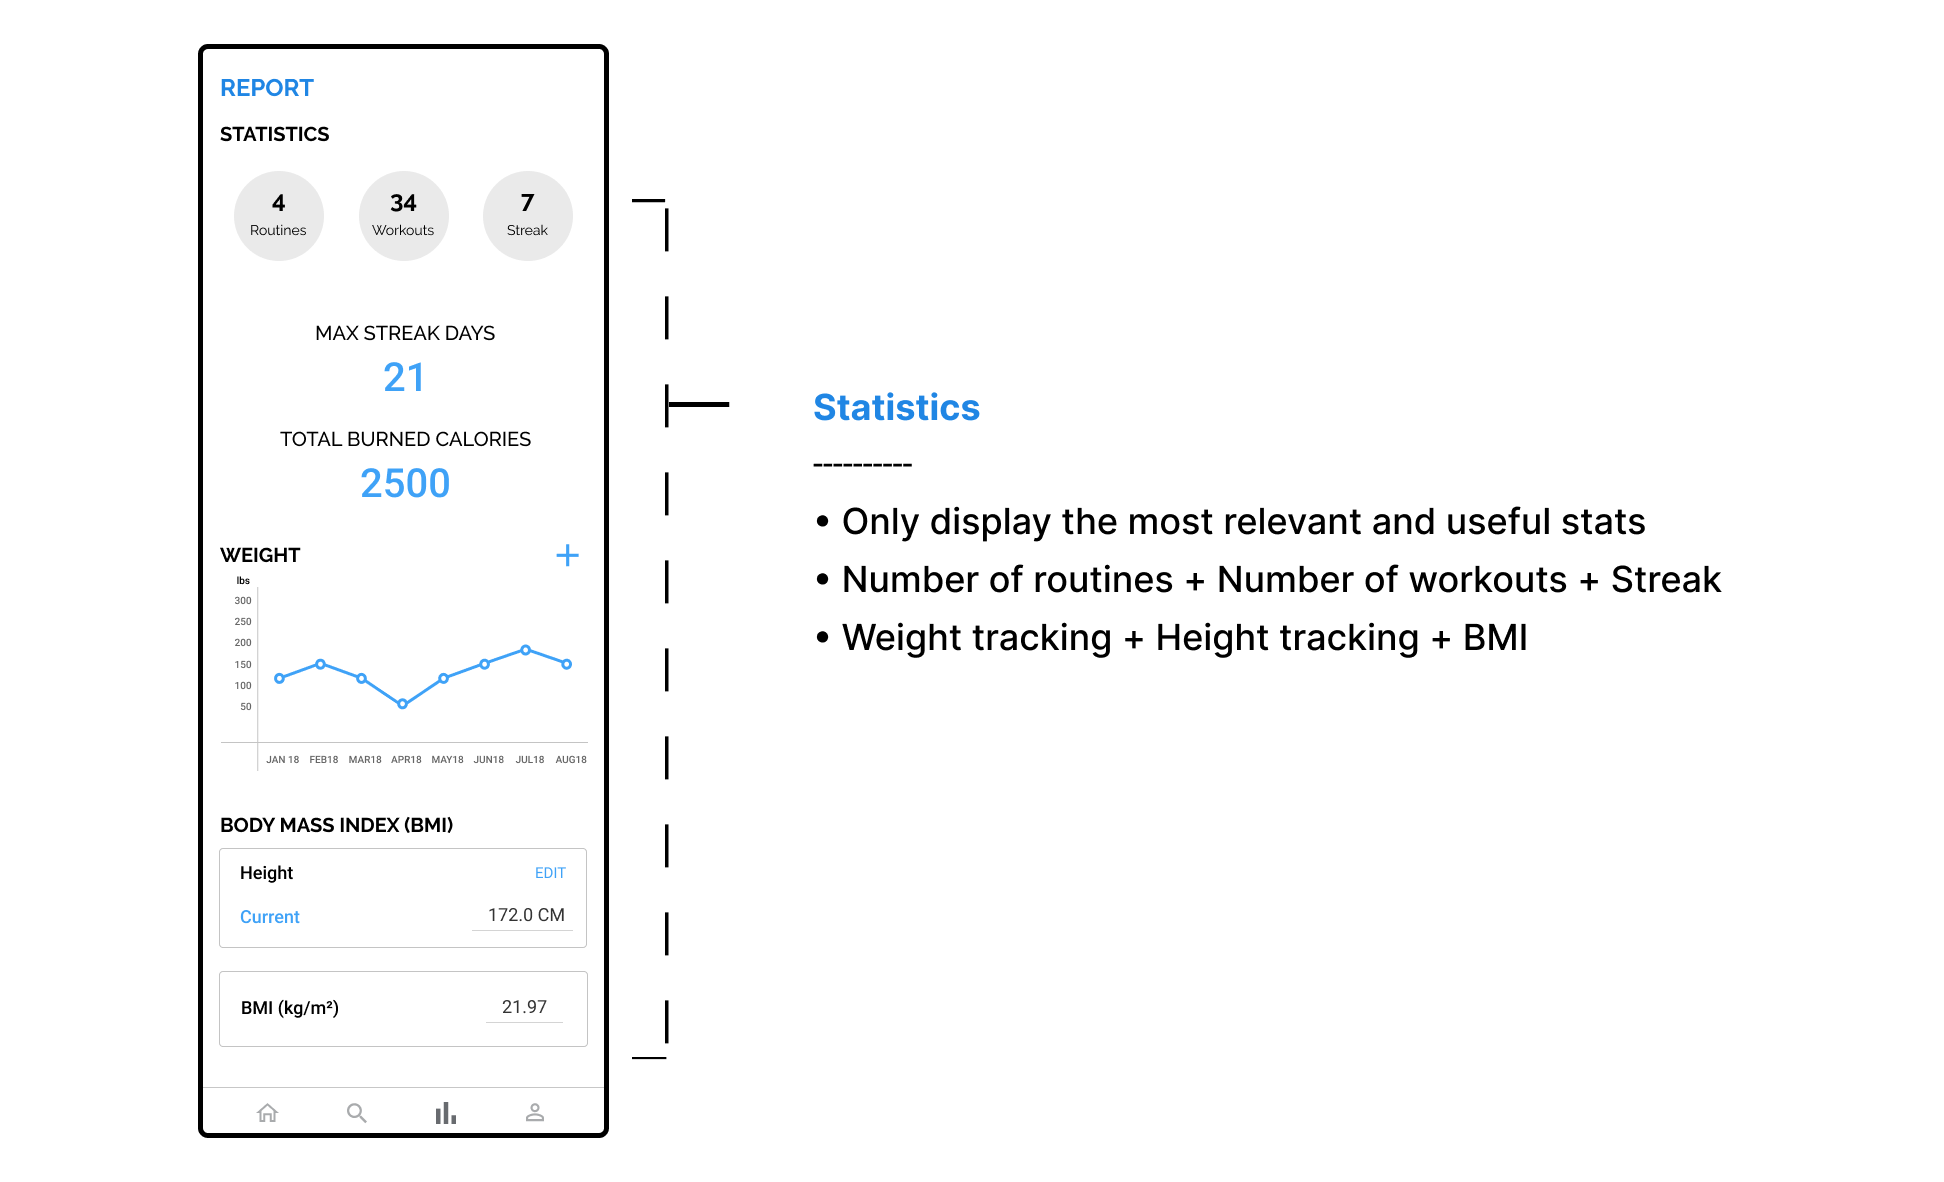 REPORT
STATISTICS
4
Routines
34
Workouts
7
Streak
MAX STREAK DAYS
21
TOTAL BURNED CALORIES
2500
WEIGHT +
lbs
300
250
200
150
100
50
JAN 18 FEB18 MAR18 APR18 MAY18 JUN18 JUL18 AUG18
BODY MASS INDEX (BMI)
Height EDIT
Current 172.0 CM
BMI (kg/m²) 21.97
Statistics
----------
• Only display the most relevant and useful stats
• Number of routines + Number of workouts + Streak
• Weight tracking + Height tracking + BMI